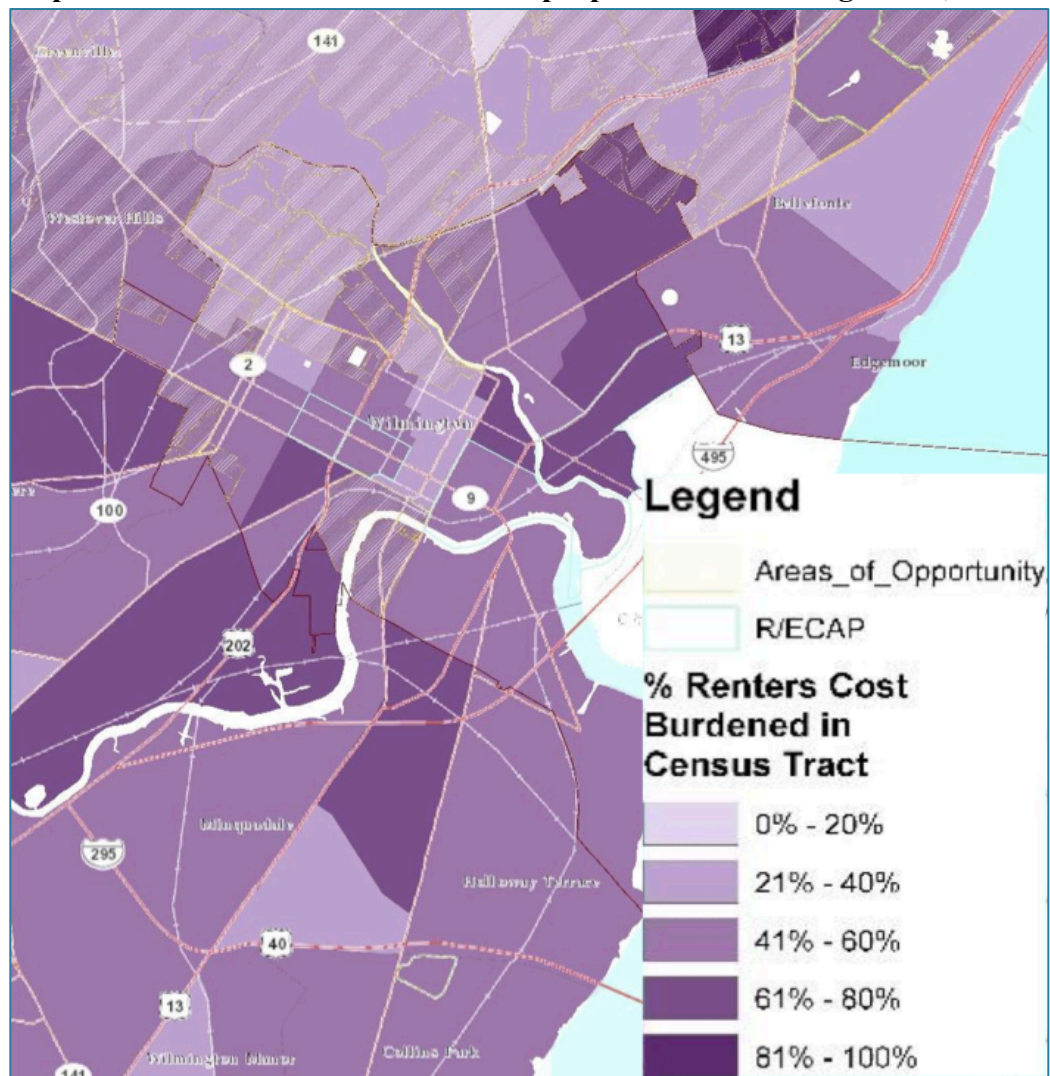 141
Greenville
Westover Hills
Bellefonte
2
13
Edgemoor
Wilmington
495
100
9
Legend
Areas_of_Opportunity
R/ECAP
202
% Renters Cost
Burdened in
Census Tract
0% - 20%
21% - 40%
41% - 60%
61% - 80%
81% - 100%
Minquadale
295
Holloway Terrace
40
13
Wilmington Manor
Collins Park
141